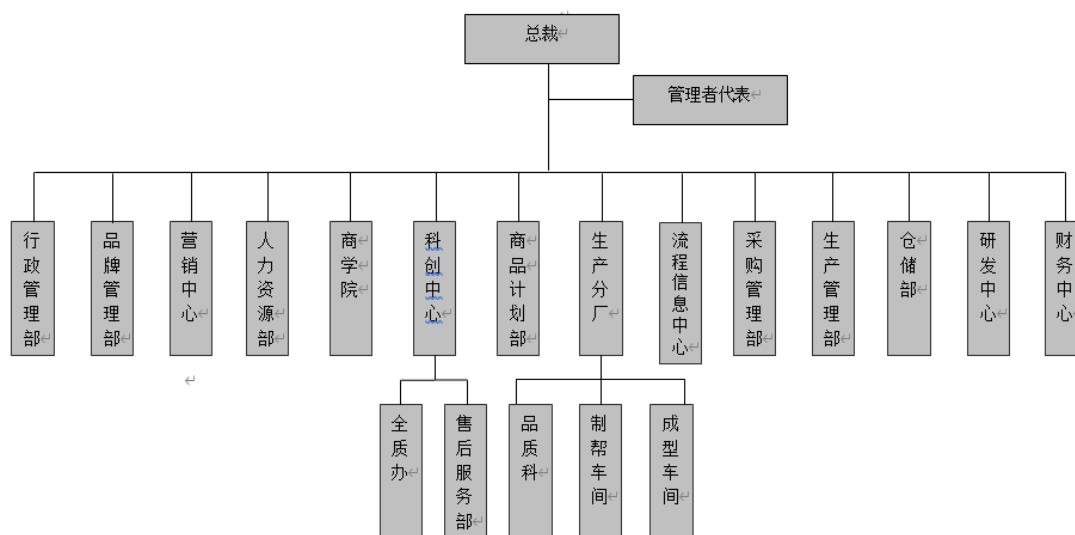 总裁
管理者代表
行政管理部
品牌管理部
营销中心
人力资源部
商学院
科创中心
商品计划部
生产分厂
流程信息中心
采购管理部
生产管理部
仓储部
研发中心
财务中心
全质办
售后服务部
品质科
制帮车间
成型车间